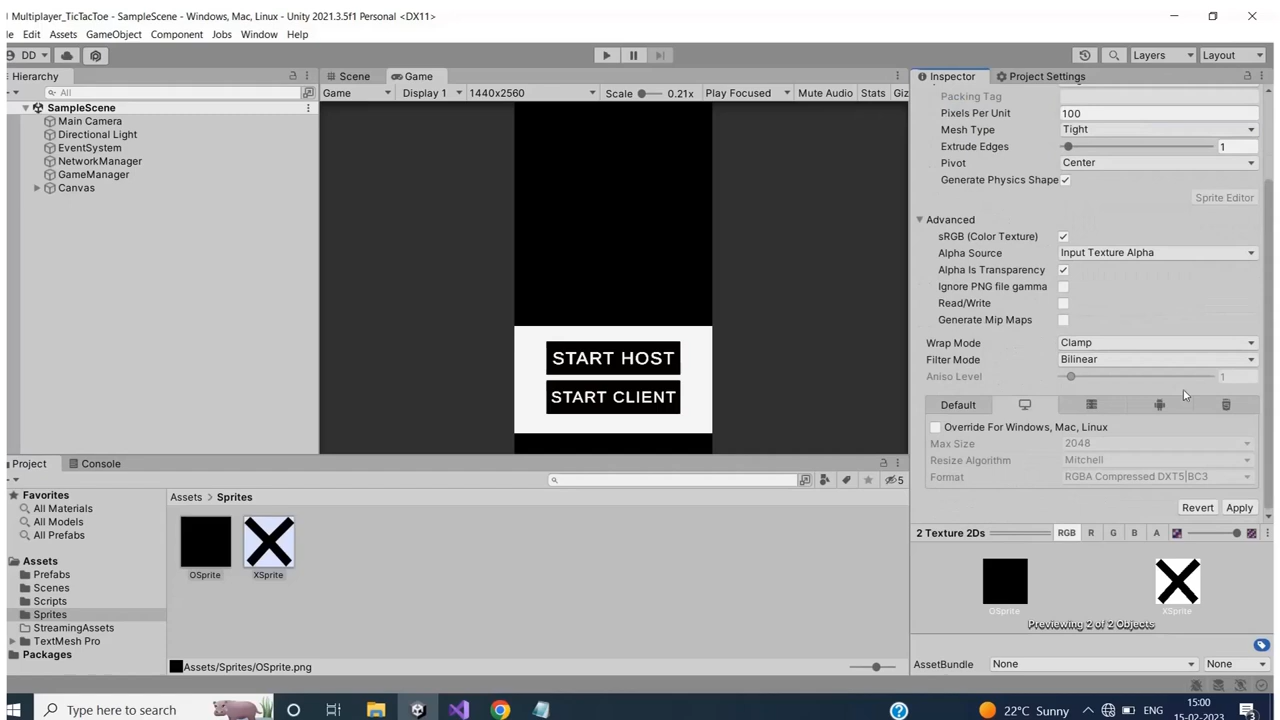 Multiplayer_TicTacToe - SampleScene - Windows, Mac, Linux - Unity 2021.3.5f1 Personal <DX11>
le Edit Assets GameObject Component Jobs Window Help
DD
Layers
Layout
Hierarchy
All
SampleScene
Main Camera
Directional Light
EventSystem
NetworkManager
GameManager
Canvas
Scene Game
Game Display 1 1440x2560 Scale 0.21x Play Focused Mute Audio Stats Giz
START HOST
START CLIENT
Inspector Project Settings
Packing Tag
Pixels Per Unit 100
Mesh Type Tight
Extrude Edges 1
Pivot Center
Generate Physics Shape
Sprite Editor
Advanced
sRGB (Color Texture)
Alpha Source Input Texture Alpha
Alpha Is Transparency
Ignore PNG file gamma
Read/Write
Generate Mip Maps
Wrap Mode Clamp
Filter Mode Bilinear
Aniso Level 1
Default
Override For Windows, Mac, Linux
Max Size 2048
Resize Algorithm Mitchell
Format RGBA Compressed DXT5|BC3
Revert Apply
2 Texture 2Ds RGB R G B A
OSprite XSprite
Previewing 2 of 2 Objects
AssetBundle None None
Project Console
5
Favorites
All Materials
All Models
All Prefabs
Assets
Prefabs
Scenes
Scripts
Sprites
StreamingAssets
TextMesh Pro
Packages
Assets > Sprites
OSprite XSprite
Assets/Sprites/OSprite.png
Type here to search
22°C Sunny
ENG
15:00
15-02-2023
3